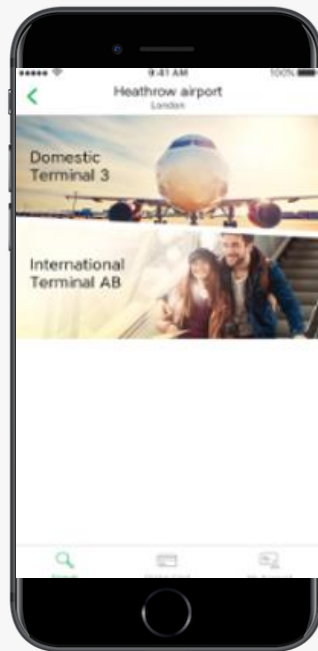 9:41 AM
100%
Heathrow airport
London
Domestic
Terminal 3
International
Terminal AB